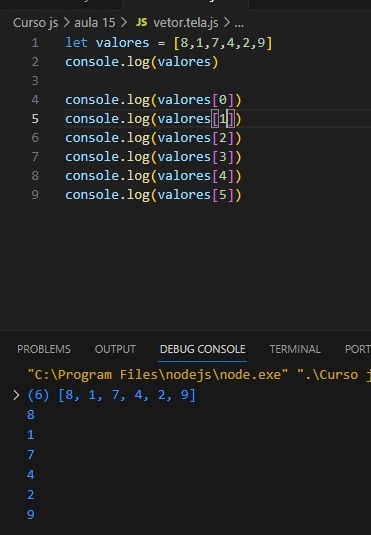 Curso js > aula 15 > JS vetor.tela.js > ...
1 let valores = [8,1,7,4,2,9]
2 console.log(valores)
4 console.log(valores[0])
5 console.log(valores[1])
6 console.log(valores[2])
7 console.log(valores[3])
8 console.log(valores[4])
9 console.log(valores[5])
PROBLEMS OUTPUT DEBUG CONSOLE TERMINAL PORT
"C:\Program Files\nodejs\node.exe" ".\Curso j
> (6) [8, 1, 7, 4, 2, 9]
8
1
7
4
2
9